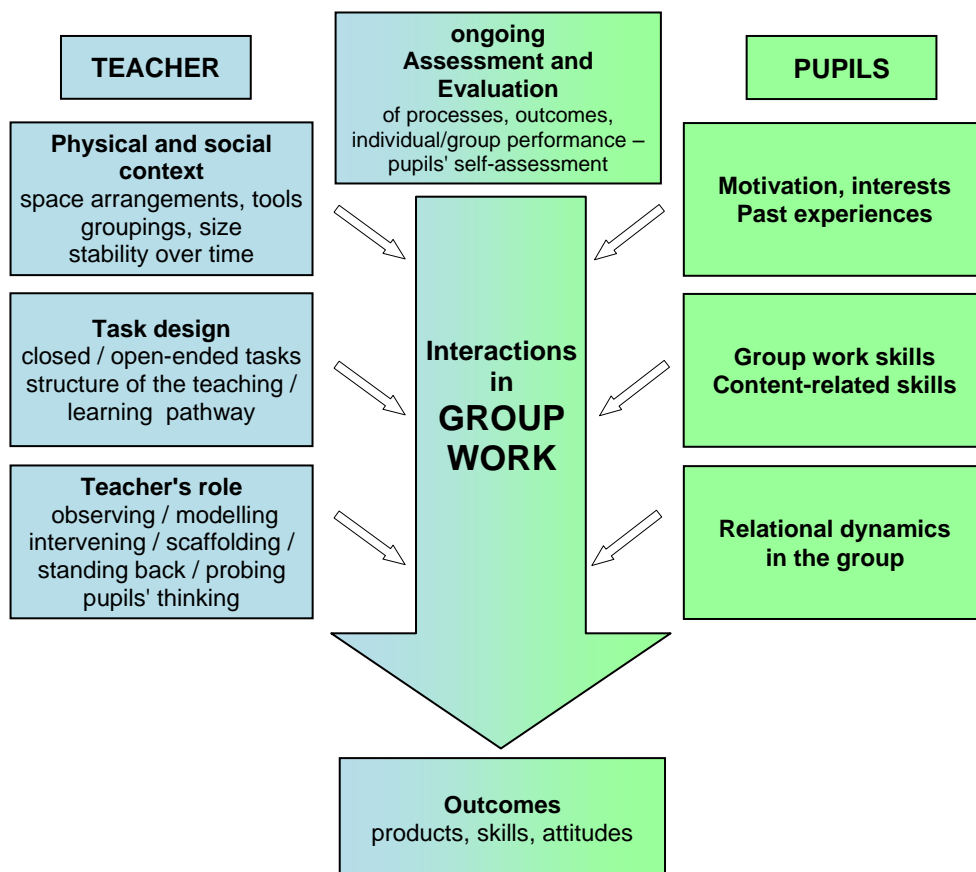 TEACHER
Physical and social
context
space arrangements, tools
groupings, size
stability over time
Task design
closed / open-ended tasks
structure of the teaching /
learning pathway
Teacher's role
observing / modelling
intervening / scaffolding /
standing back / probing
pupils' thinking
ongoing
Assessment and
Evaluation
of processes, outcomes,
individual/group performance –
pupils' self-assessment
Interactions
in
GROUP
WORK
Outcomes
products, skills, attitudes
PUPILS
Motivation, interests
Past experiences
Group work skills
Content-related skills
Relational dynamics
in the group